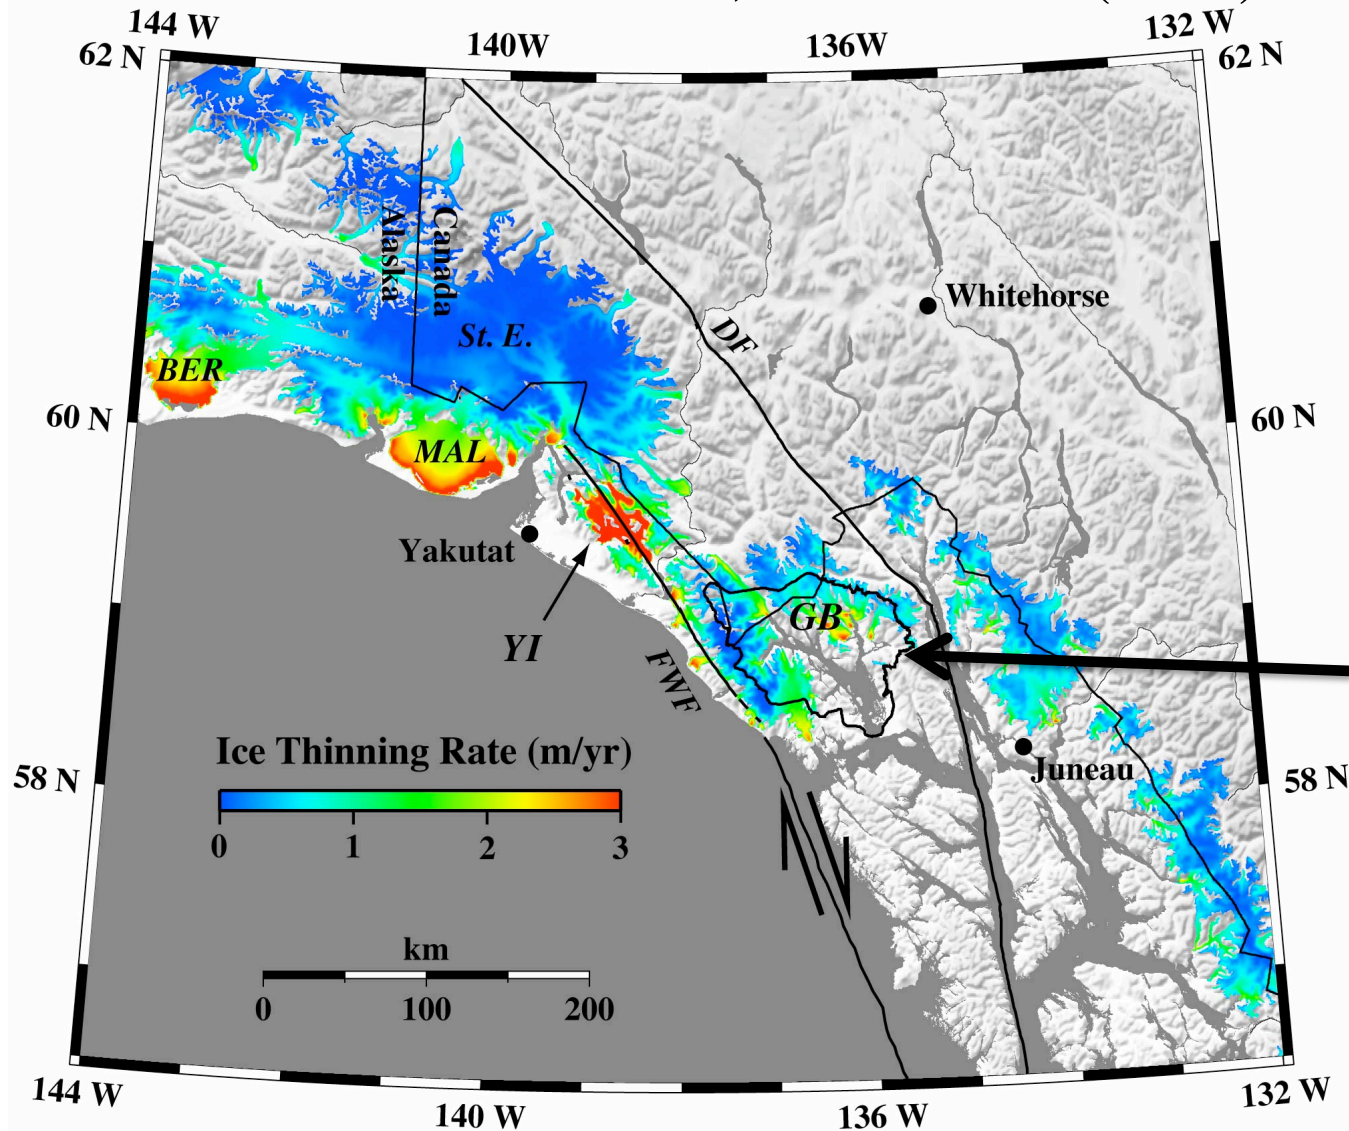 144 W
140W
136W
132 W
62 N
62 N
Alaska
Canada
Whitehorse
St. E.
DF
BER
60 N
60 N
MAL
Yakutat
GB
YI
FWF
Ice Thinning Rate (m/yr)
0 1 2 3
Juneau
58 N
58 N
km
0 100 200
144 W
140 W
136 W
132 W